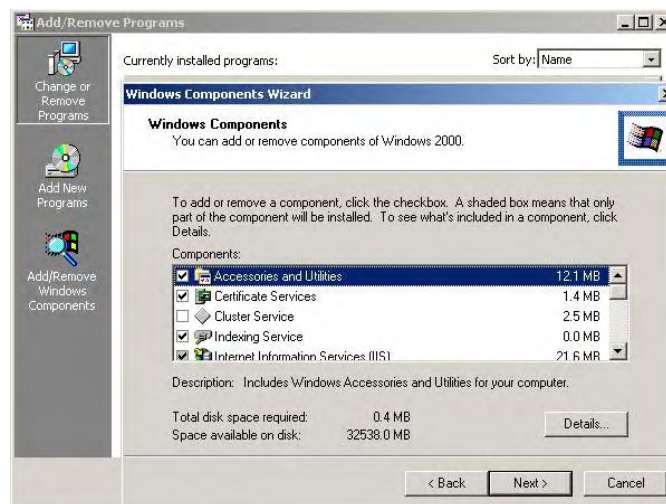 Add/Remove Programs
Change or
Remove
Programs
Add New
Programs
Add/Remove
Windows
Components
Currently installed programs:
Sort by: Name
Windows Components Wizard
Windows Components
You can add or remove components of Windows 2000.
To add or remove a component, click the checkbox. A shaded box means that only
part of the component will be installed. To see what's included in a component, click
Details.
Components:
Accessories and Utilities 12.1 MB
Certificate Services 1.4 MB
Cluster Service 2.5 MB
Indexing Service 0.0 MB
Internet Information Services (IIS) 21.6 MB
Description: Includes Windows Accessories and Utilities for your computer.
Total disk space required: 0.4 MB
Space available on disk: 32538.0 MB
Details...
< Back
Next >
Cancel